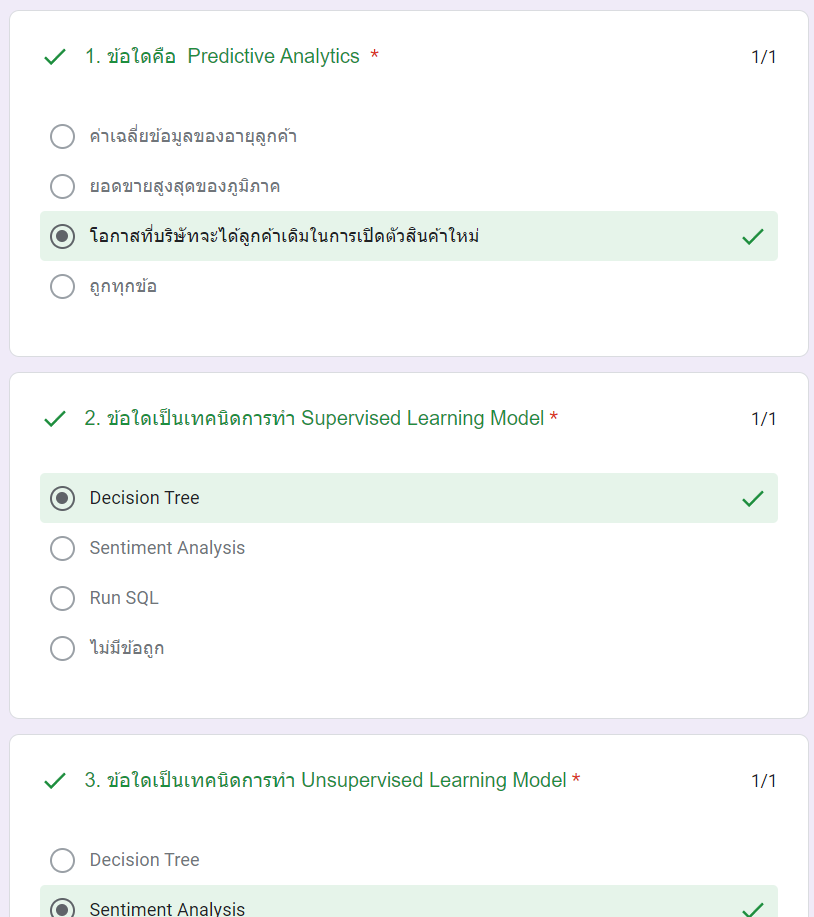 1. ข้อใดคือ Predictive Analytics *
1/1
ค่าเฉลี่ยข้อมูลของอายุลูกค้า
ยอดขายสูงสุดของภูมิภาค
โอกาสที่บริษัทจะได้ลูกค้าเดิมในการเปิดตัวสินค้าใหม่
ถูกทุกข้อ
2. ข้อใดเป็นเทคนิดการทำ Supervised Learning Model *
1/1
Decision Tree
Sentiment Analysis
Run SQL
ไม่มีข้อถูก
3. ข้อใดเป็นเทคนิดการทำ Unsupervised Learning Model *
1/1
Decision Tree
Sentiment Analysis